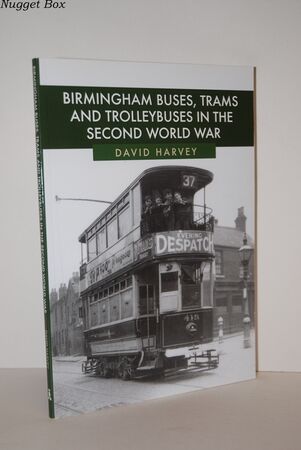 Nugget Box
BIRMINGHAM BUSES, TRAMS
AND TROLLEYBUSES IN THE
SECOND WORLD WAR
DAVID HARVEY
37
EVENING
DESPATCH